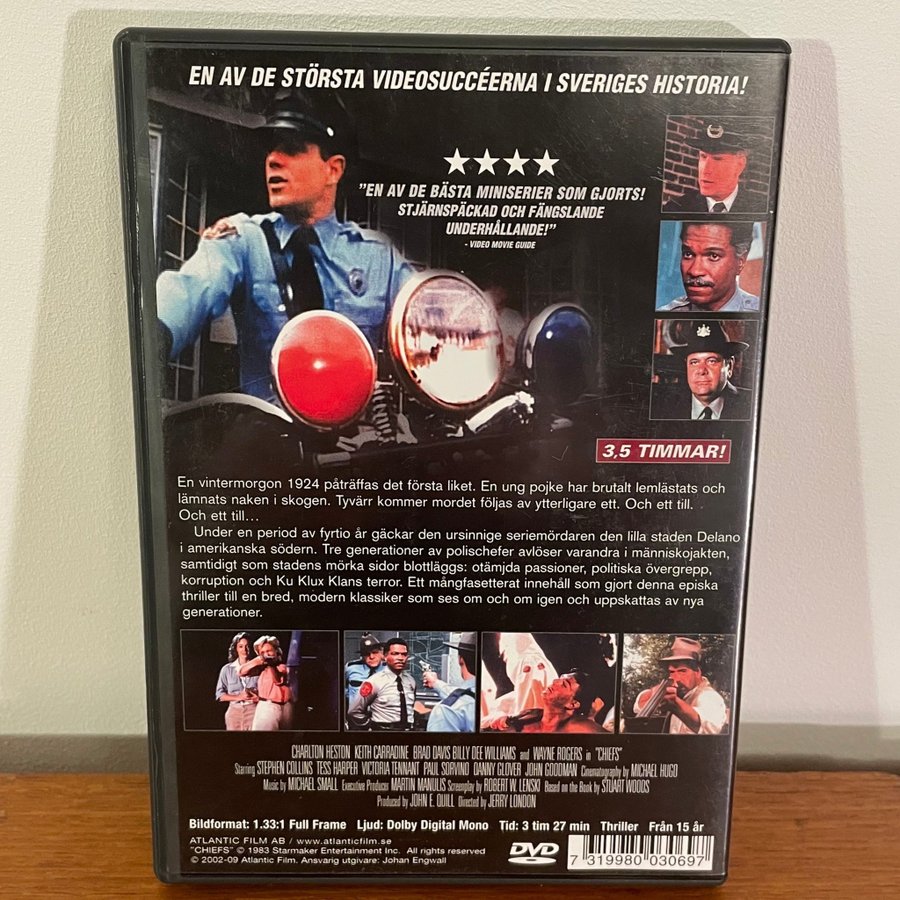 EN AV DE STÖRSTA VIDEOSUCCÉERNA I SVERIGES HISTORIA!
"EN AV DE BÄSTA MINISERIER SOM GJORTS!
STJÄRNSPÄCKAD OCH FÄNGSLANDE
UNDERHÅLLANDE!"
- VIDEO MOVIE GUIDE
3,5 TIMMAR!
En vintermorgon 1924 påträffas det första liket. En ung pojke har brutalt lemlästats och
lämnats naken i skogen. Tyvärr kommer mordet följas av ytterligare ett. Och ett till.
Och ett till...
Under en period av fyrtio år gäckar den ursinnige seriemördaren den lilla staden Delano
i amerikanska södern. Tre generationer av polischefer avlöser varandra i människojakten,
samtidigt som stadens mörka sidor blottläggs: otämjda passioner, politiska övergrepp,
korruption och Ku Klux Klans terror. Ett mångfasetterat innehåll som gjort denna episka
thriller till en bred, modern klassiker som ses om och om igen och uppskattas av nya
generationer.
CHARLTON HESTON KEITH CARRADINE BRAD DAVIS BILLY DEE WILLIAMS and WAYNE ROGERS in "CHIEFS"
Starring STEPHEN COLLINS TESS HARPER VICTORIA TENNANT PAUL SORVINO DANNY GLOVER JOHN GOODMAN Cinematography by MICHAEL HUGO
Music by MICHAEL SMALL Executive Producer MARTIN MANULIS Screenplay by ROBERT W. LENSKI Based on the Book by STUART WOODS
Produced by JOHN E. QUILL Directed by JERRY LONDON
Bildformat: 1.33:1 Full Frame Ljud: Dolby Digital Mono Tid: 3 tim 27 min Thriller Från 15 år
ATLANTIC FILM AB / www.atlanticfilm.se
"CHIEFS" © 1983 Starmaker Entertainment Inc. All rights reserved
© 2002-09 Atlantic Film. Ansvarig utgivare: Johan Engwall
DVD
7 319980 030697